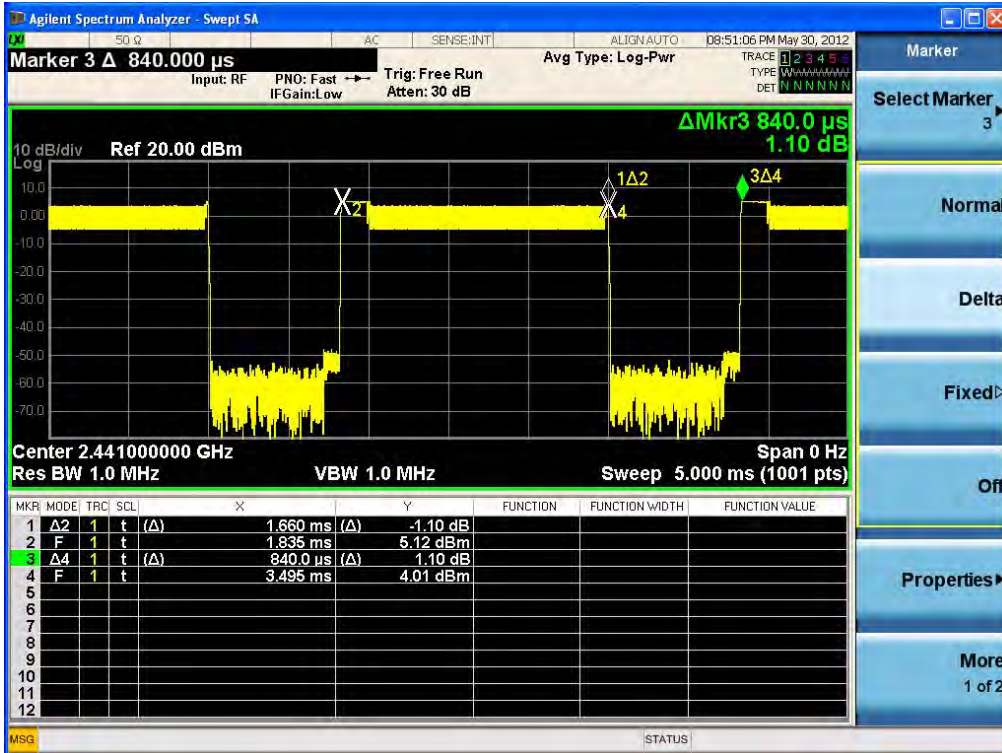 Agilent Spectrum Analyzer - Swept SA
LXI 50 Ω AC SENSE:INT ALIGN AUTO 08:51:06 PM May 30, 2012
Marker 3 Δ 840.000 µs
Input: RF PNO: Fast Trig: Free Run Avg Type: Log-Pwr TRACE 1 2 3 4 5 6
IFGain:Low Atten: 30 dB TYPE W
DET N N N N N N
ΔMkr3 840.0 µs
1.10 dB
10 dB/div Ref 20.00 dBm
Log
10.0
0.00
-10.0
-20.0
-30.0
-40.0
-50.0
-60.0
-70.0
2
1Δ2
4
3Δ4
Center 2.441000000 GHz Span 0 Hz
Res BW 1.0 MHz VBW 1.0 MHz Sweep 5.000 ms (1001 pts)
MKR MODE TRC SCL X Y FUNCTION FUNCTION WIDTH FUNCTION VALUE
1 Δ2 1 t (Δ) 1.660 ms (Δ) -1.10 dB
2 F 1 t 1.835 ms 5.12 dBm
3 Δ4 1 t (Δ) 840.0 µs (Δ) 1.10 dB
4 F 1 t 3.495 ms 4.01 dBm
5
6
7
8
9
10
11
12
MSG STATUS
Marker
Select Marker
3
Normal
Delta
Fixed
Off
Properties
More
1 of 2